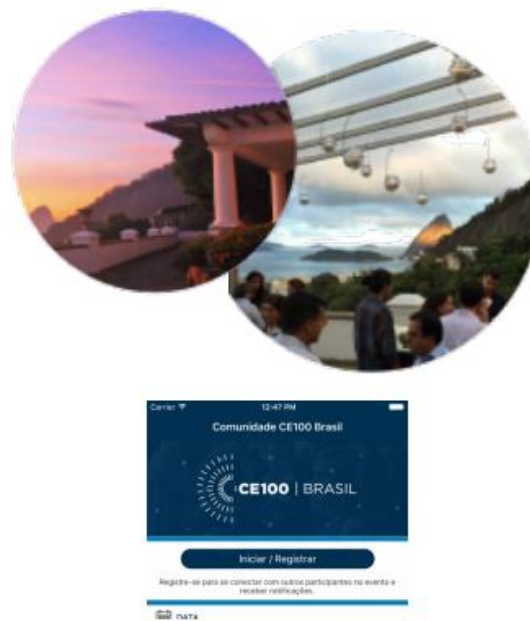 Carrier 12:47 PM
Comunidade CE100 Brasil
CE100 | BRASIL
Iniciar / Registrar
Registre-se para se conectar com outros participantes no evento e
receber notificações.
DATA